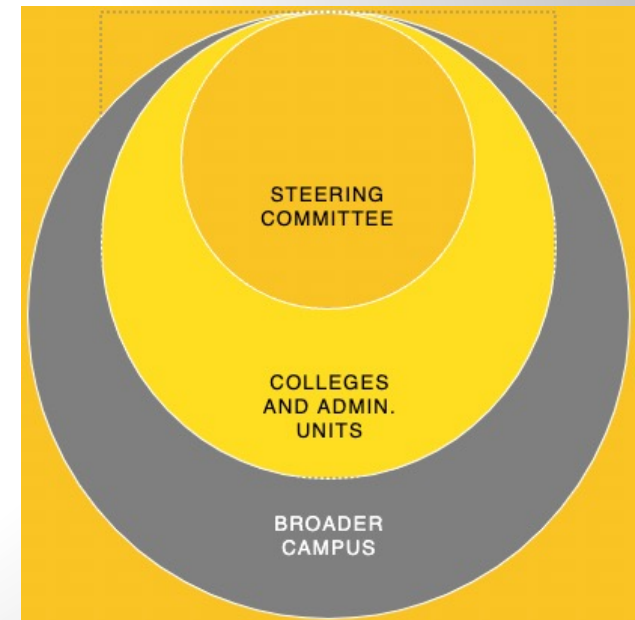 STEERING
COMMITTEE
COLLEGES
AND ADMIN.
UNITS
BROADER
CAMPUS